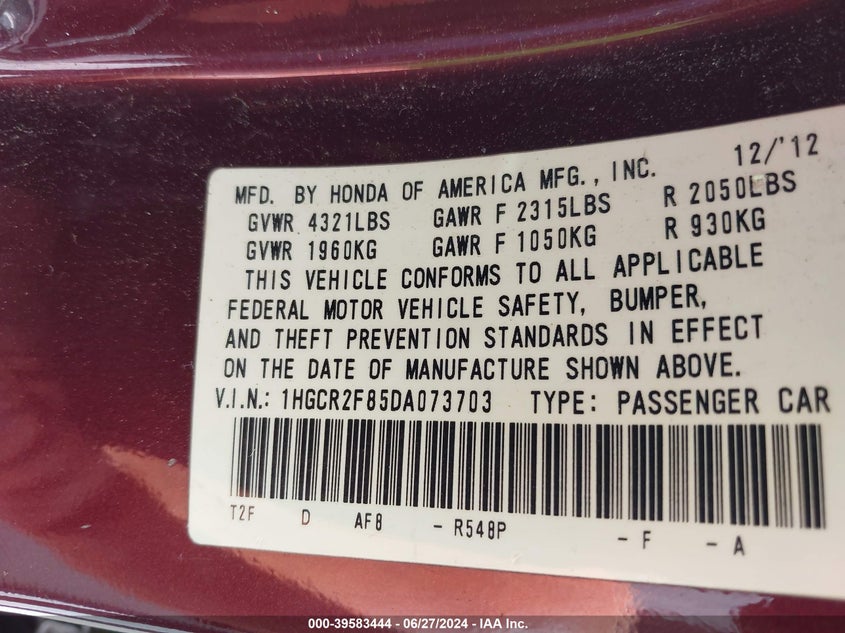 MFD. BY HONDA OF AMERICA MFG., INC. 12/'12
GVWR 4321LBS GAWR F 2315LBS R 2050LBS
GVWR 1960KG GAWR F 1050KG R 930KG
THIS VEHICLE CONFORMS TO ALL APPLICABLE
FEDERAL MOTOR VEHICLE SAFETY, BUMPER,
AND THEFT PREVENTION STANDARDS IN EFFECT
ON THE DATE OF MANUFACTURE SHOWN ABOVE.
V.I.N.: 1HGCR2F85DA073703 TYPE: PASSENGER CAR
T2F D AF8 - R548P - F - A
000-39583444 - 06/27/2024 - IAA Inc.